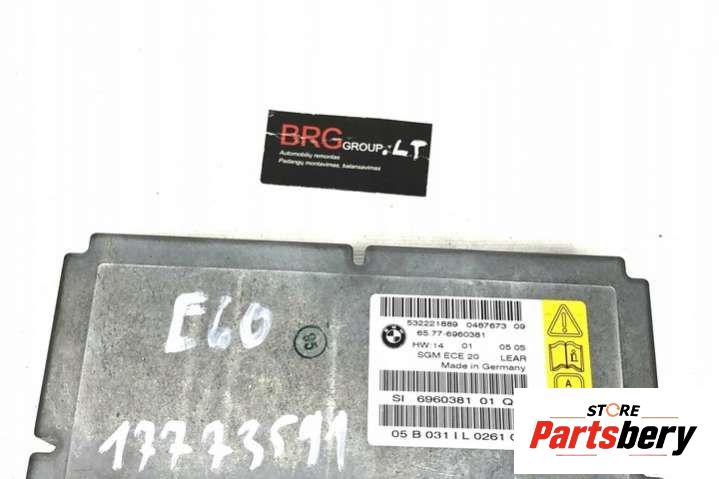 BRG GROUP.LT
Automobilių remontas
Padangų montavimas, balansavimas
E60
17773591
532221889 0487673 09
65.77-6960381
HW:14 01 05.05
SGM ECE 20 LEAR
Made in Germany
SI 6960381 01 Q
05 B 031 I L 0261
A
STORE
Partsbery